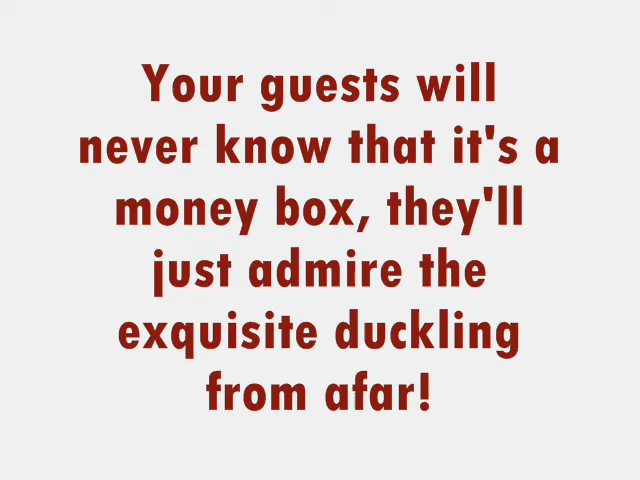 Your guests will
never know that it's a
money box, they'll
just admire the
exquisite duckling
from afar!